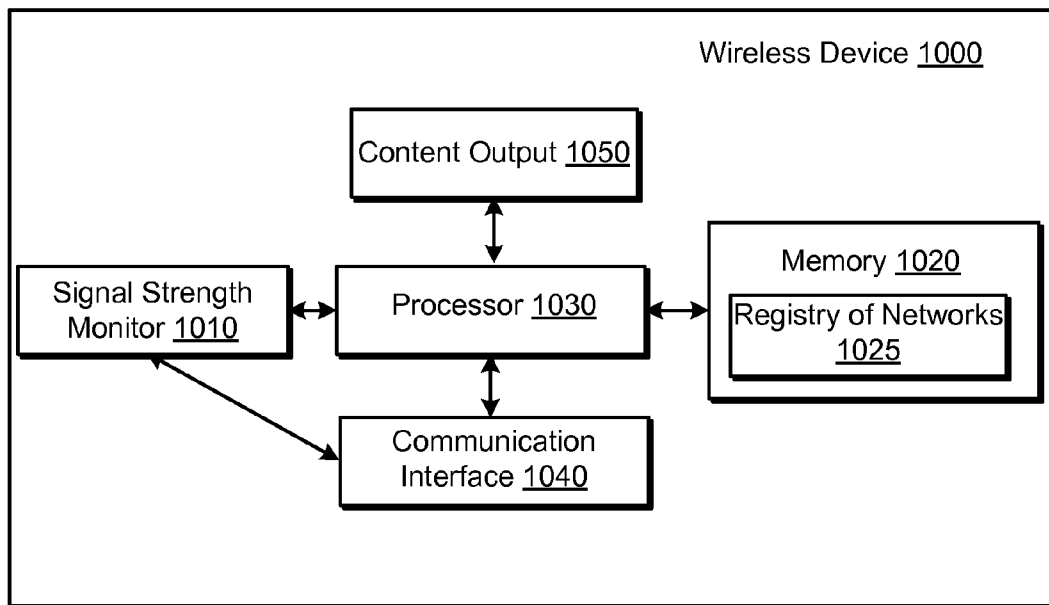 Wireless Device 1000
Content Output 1050
Signal Strength
Monitor 1010
Processor 1030
Memory 1020
Registry of Networks
1025
Communication
Interface 1040